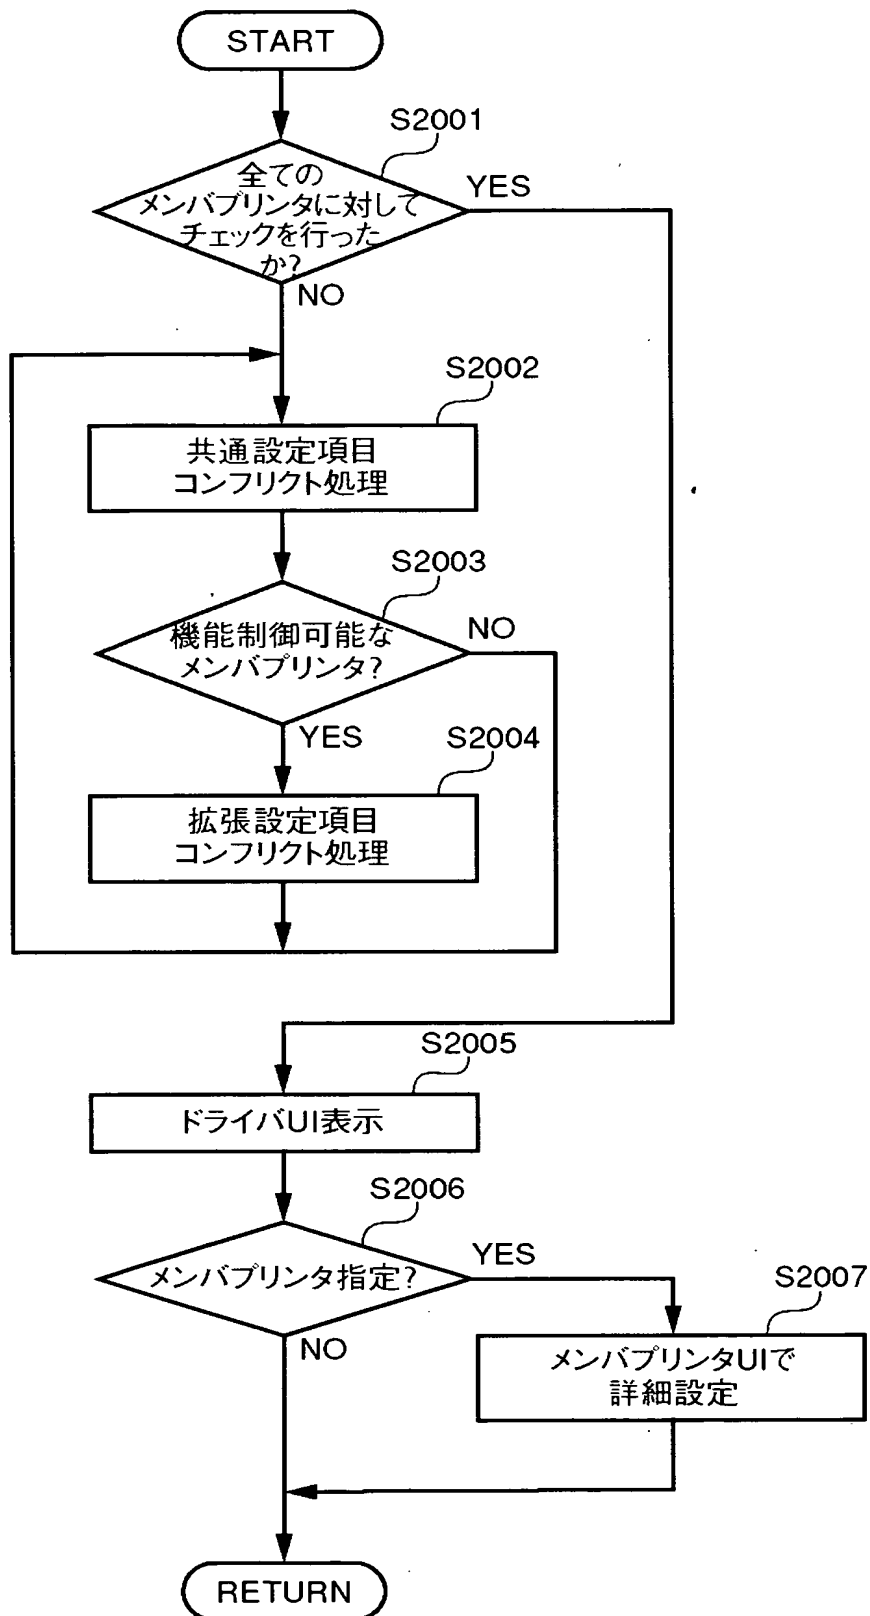 START
S2001
全ての
メンバプリンタに対して
チェックを行った
か?
YES
NO
S2002
共通設定項目
コンフリクト処理
S2003
機能制御可能な
メンバプリンタ?
NO
YES
S2004
拡張設定項目
コンフリクト処理
S2005
ドライバUI表示
S2006
メンバプリンタ指定?
YES
NO
S2007
メンバプリンタUIで
詳細設定
RETURN